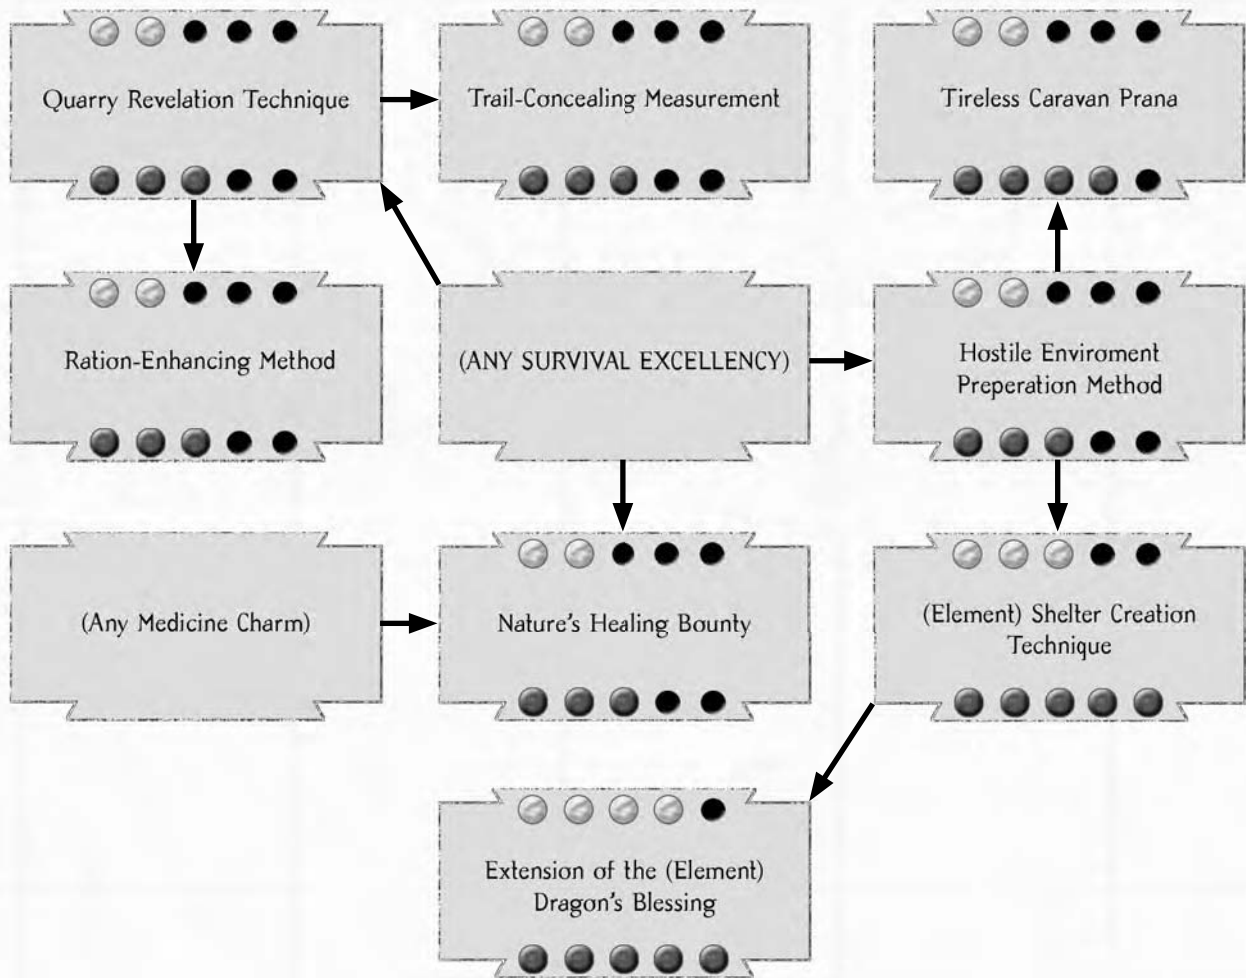 Quarry Revelation Technique
Trail-Concealing Measurement
Tireless Caravan Prana
Ration-Enhancing Method
(ANY SURVIVAL EXCELLENCY)
Hostile Enviroment
Preperation Method
(Any Medicine Charm)
Nature's Healing Bounty
(Element) Shelter Creation
Technique
Extension of the (Element)
Dragon's Blessing